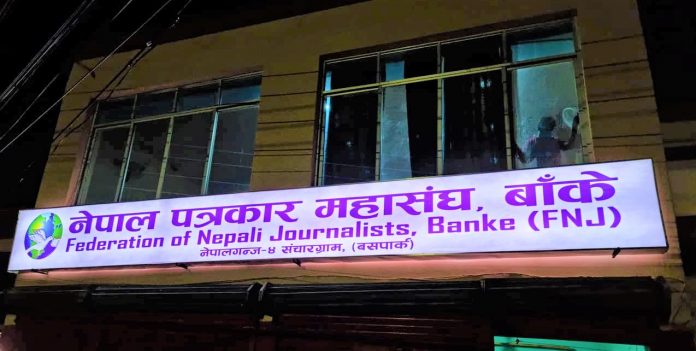 नेपाल पत्रकार महासंघ, बाँके
Federation of Nepali Journalists, Banke (FNJ)
नेपालगन्ज-४ संचारग्राम, (बसपार्क)